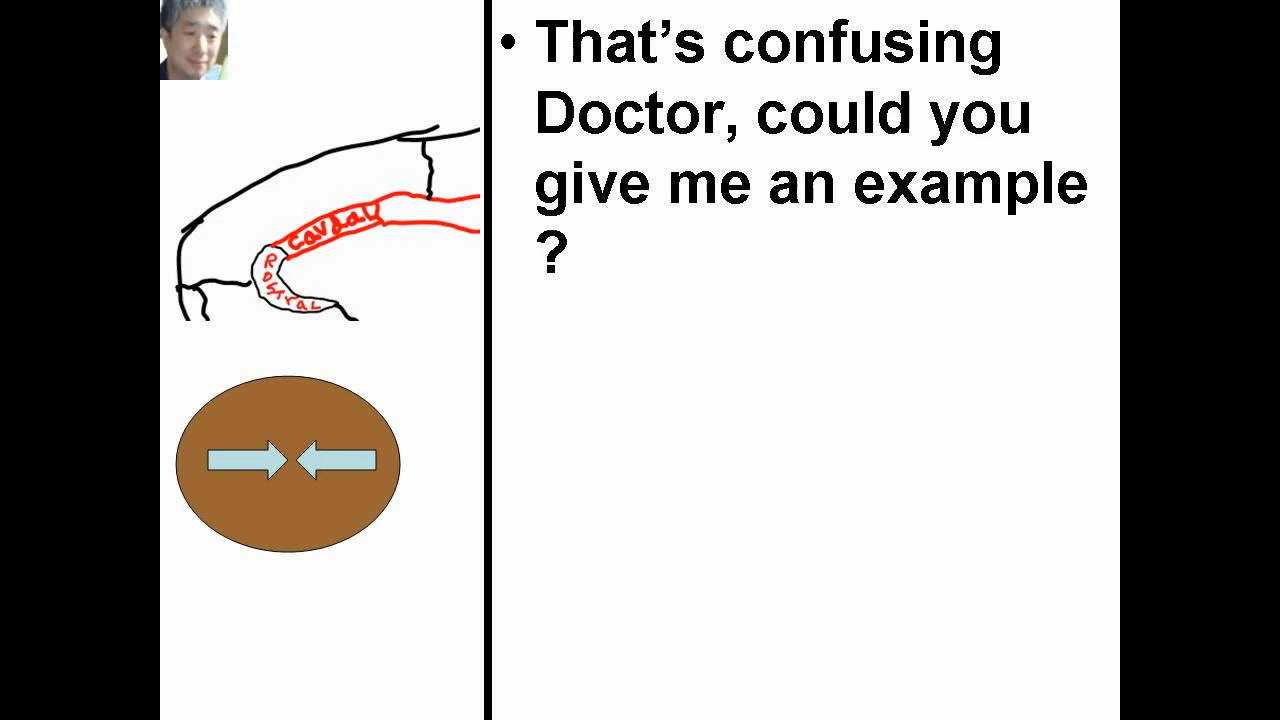 • That's confusing
Doctor, could you
give me an example
?
caudal
Rostral